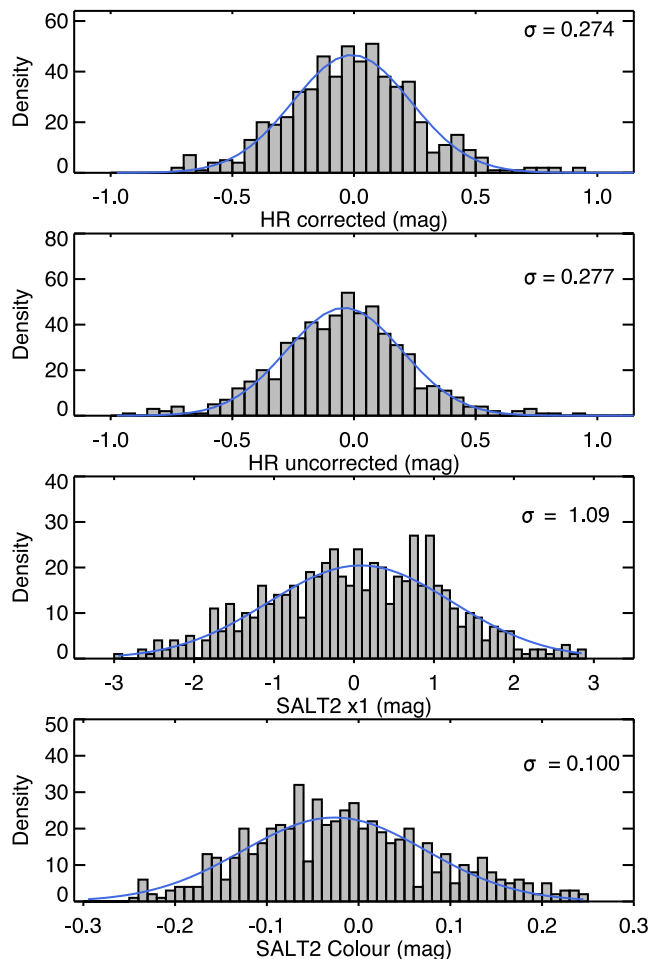 60
σ = 0.274
40
Density
20
0
-1.0 -0.5 0.0 0.5 1.0
HR corrected (mag)
80
60
σ = 0.277
Density
40
20
0
-1.0 -0.5 0.0 0.5 1.0
HR uncorrected (mag)
40
σ = 1.09
30
Density
20
10
0
-3 -2 -1 0 1 2 3
SALT2 x1 (mag)
50
40
σ = 0.100
Density
30
20
10
0
-0.3 -0.2 -0.1 0.0 0.1 0.2 0.3
SALT2 Colour (mag)